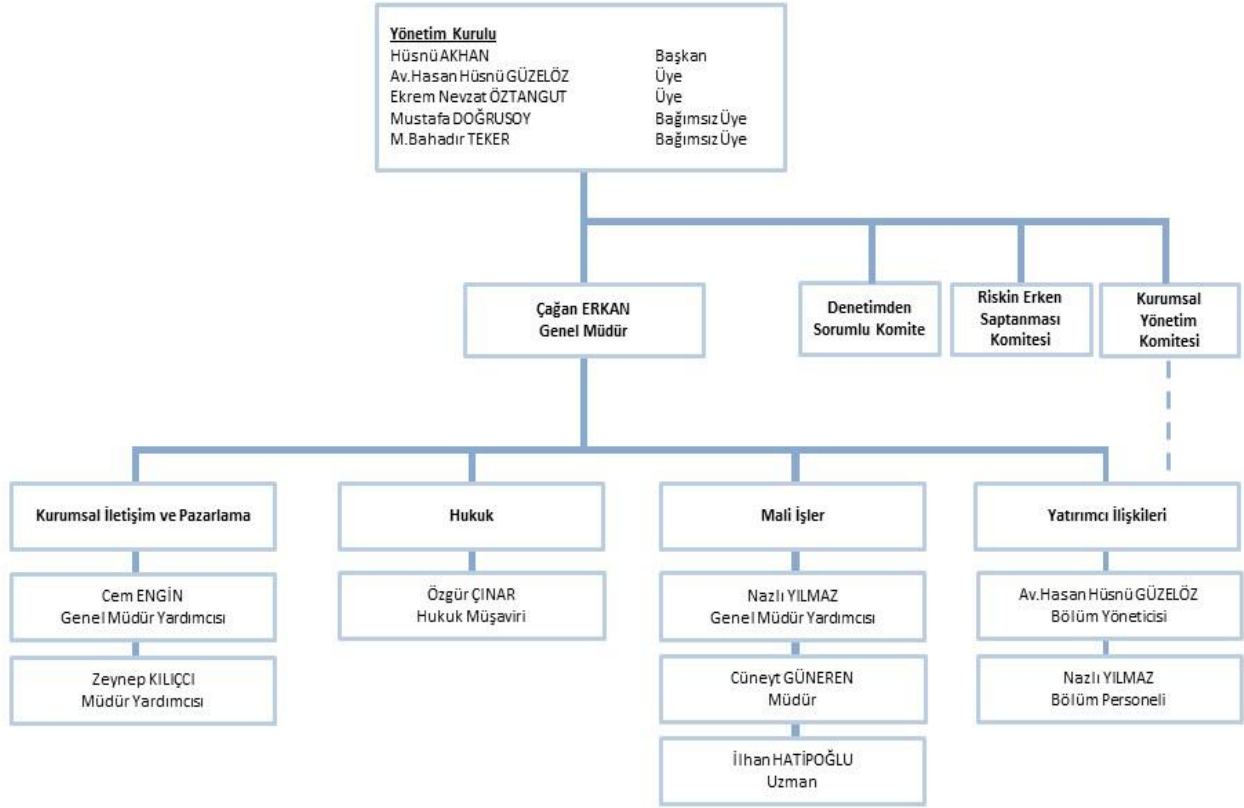 Yönetim Kurulu
Hüsnü AKHAN Başkan
Av.Hasan Hüsnü GÜZELÖZ Üye
Ekrem Nevzat ÖZTANGUT Üye
Mustafa DOĞRUSOY Bağımsız Üye
M.Bahadır TEKER Bağımsız Üye
Çağan ERKAN
Genel Müdür
Denetimden
Sorumlu Komite
Riskin Erken
Saptanması
Komitesi
Kurumsal
Yönetim
Komitesi
Kurumsal İletişim ve Pazarlama
Hukuk
Mali İşler
Yatırımcı İlişkileri
Cem ENGİN
Genel Müdür Yardımcısı
Özgür ÇINAR
Hukuk Müşaviri
Nazlı YILMAZ
Genel Müdür Yardımcısı
Av.Hasan Hüsnü GÜZELÖZ
Bölüm Yöneticisi
Zeynep KILIÇCI
Müdür Yardımcısı
Cüneyt GÜNEREN
Müdür
Nazlı YILMAZ
Bölüm Personeli
İlhan HATİPOĞLU
Uzman